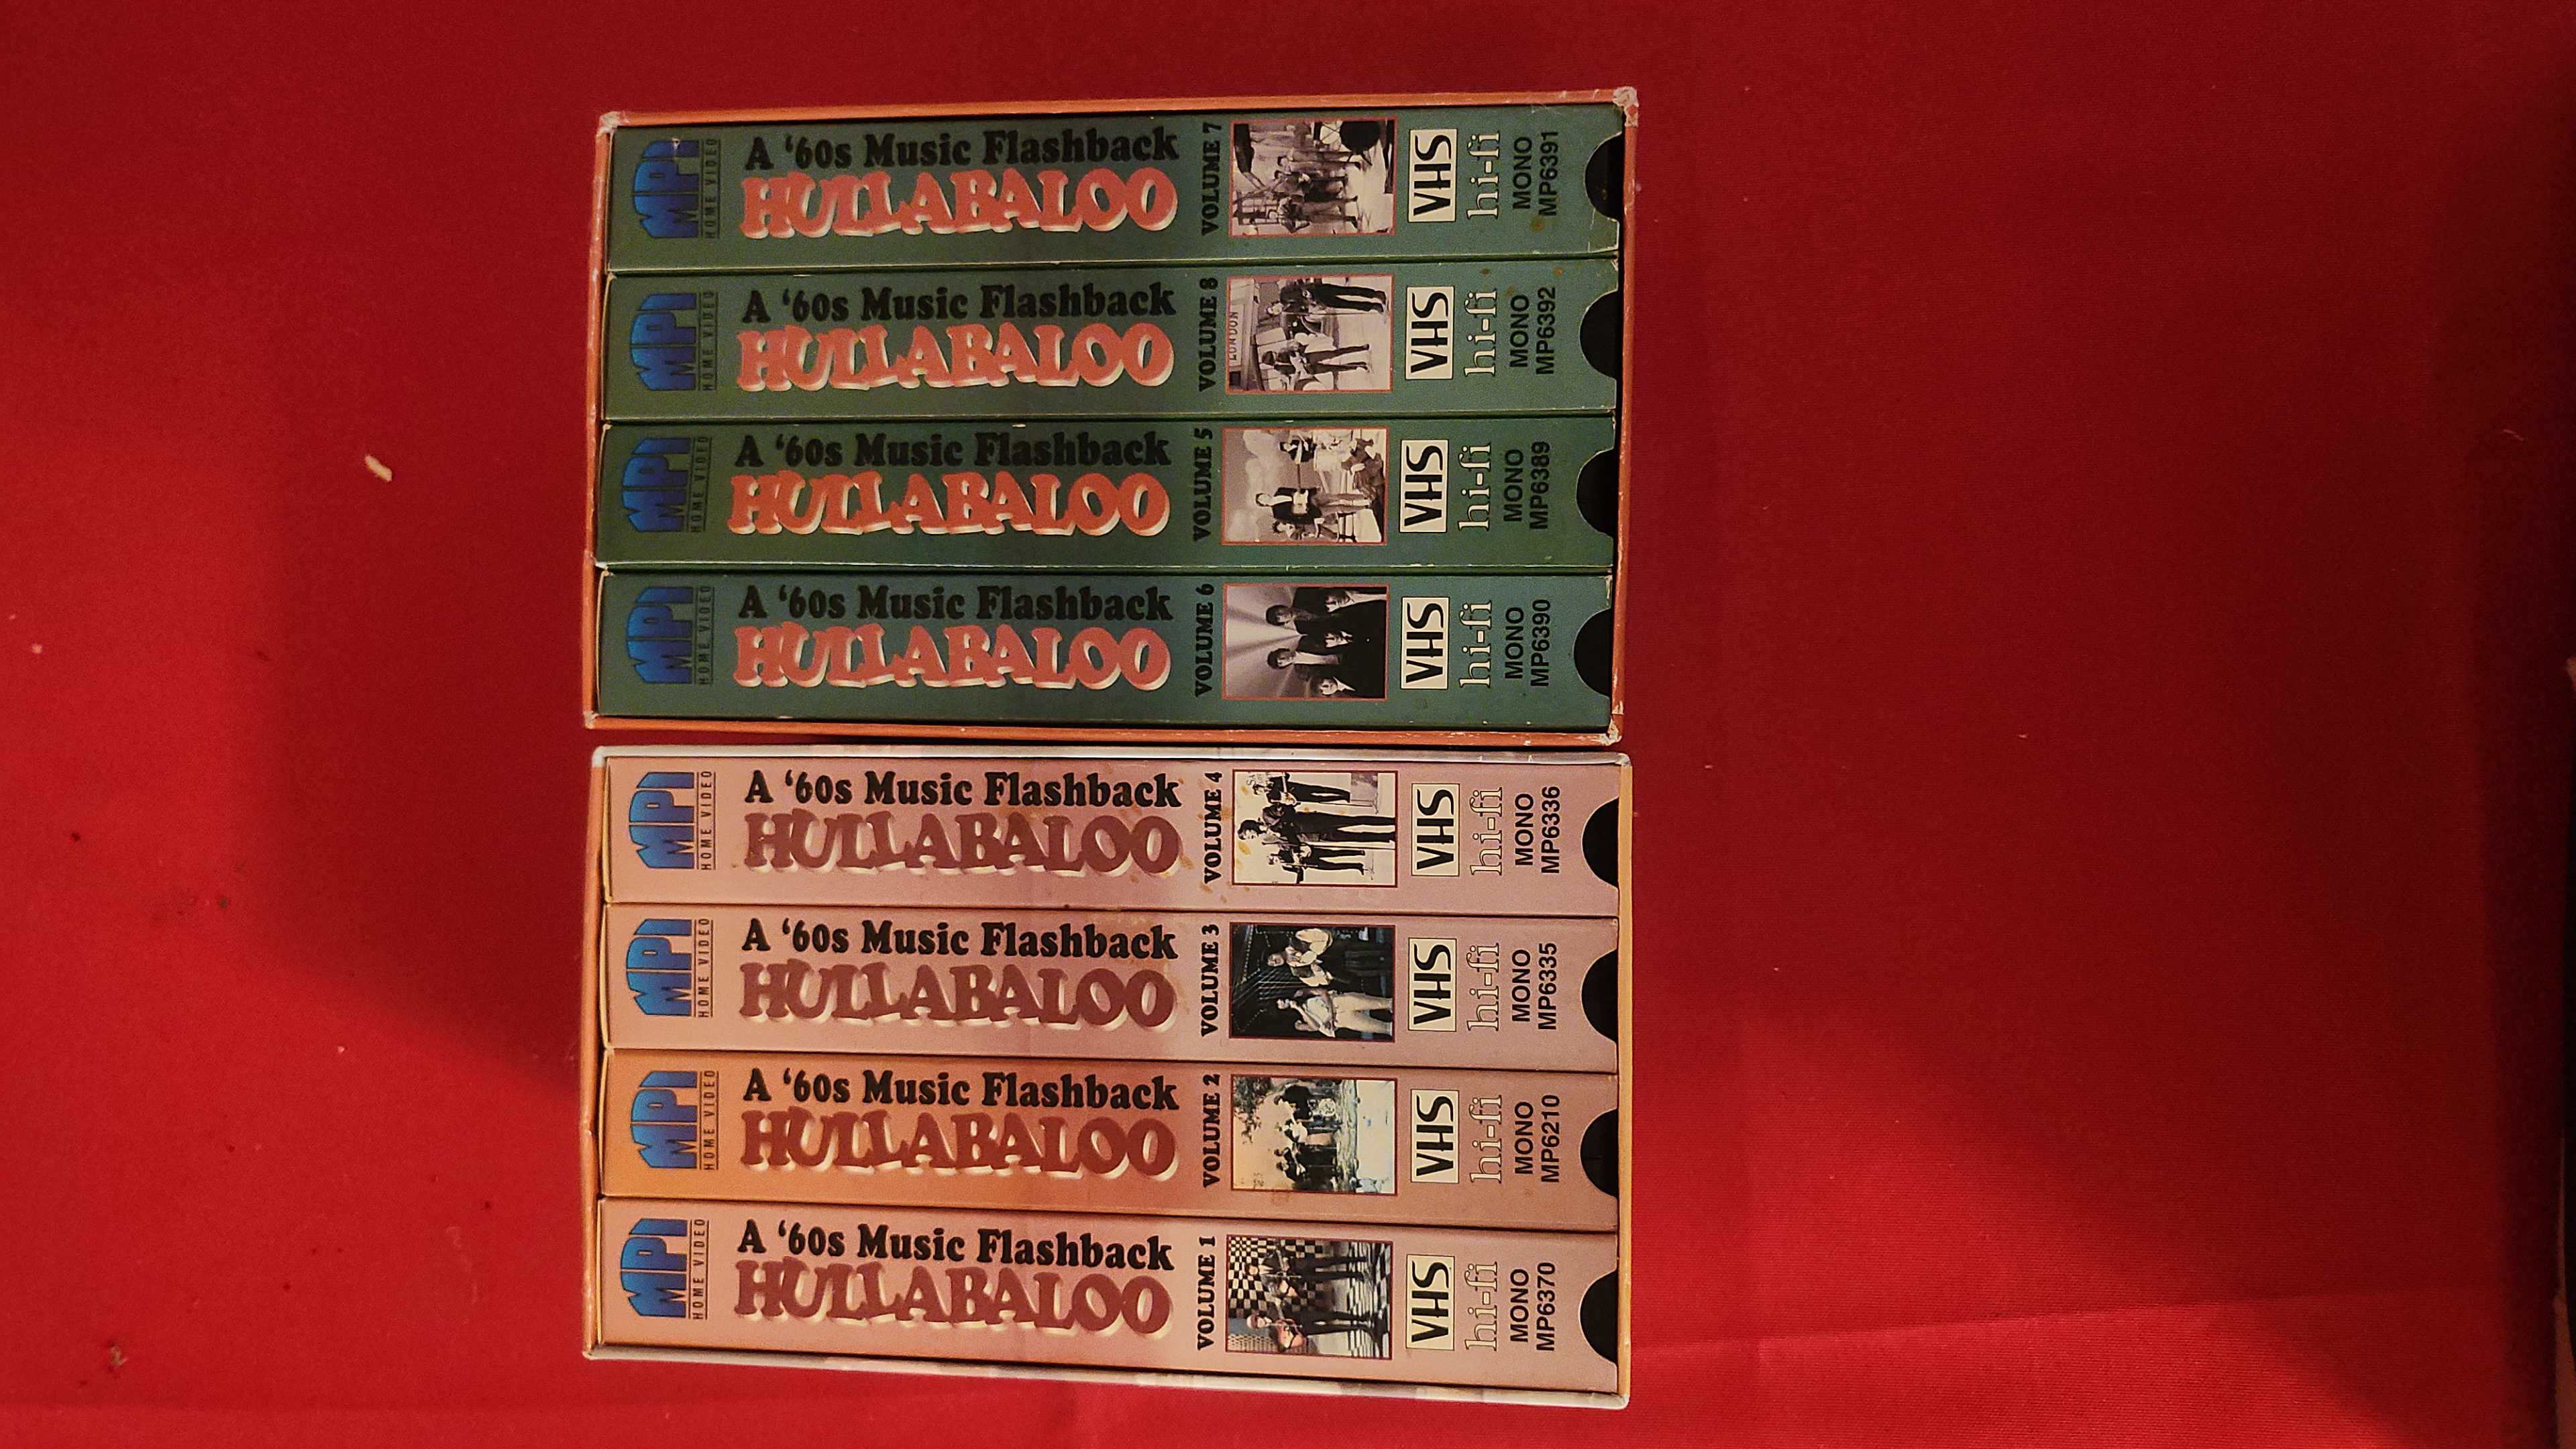 MPI
HOME VIDEO
A '60s Music Flashback
HULLABALOO
VOLUME 7
VHS
hi-fi
MONO
MP6391
MPI
HOME VIDEO
A '60s Music Flashback
HULLABALOO
VOLUME 8
LONDON
VHS
hi-fi
MONO
MP6392
MPI
HOME VIDEO
A '60s Music Flashback
HULLABALOO
VOLUME 5
VHS
hi-fi
MONO
MP6389
MPI
HOME VIDEO
A '60s Music Flashback
HULLABALOO
VOLUME 6
VHS
hi-fi
MONO
MP6390
MPI
HOME VIDEO
A '60s Music Flashback
HULLABALOO
VOLUME 4
VHS
hi-fi
MONO
MP6336
MPI
HOME VIDEO
A '60s Music Flashback
HULLABALOO
VOLUME 3
VHS
hi-fi
MONO
MP6335
MPI
HOME VIDEO
A '60s Music Flashback
HULLABALOO
VOLUME 2
VHS
hi-fi
MONO
MP6210
MPI
HOME VIDEO
A '60s Music Flashback
HULLABALOO
VOLUME 1
VHS
hi-fi
MONO
MP6370